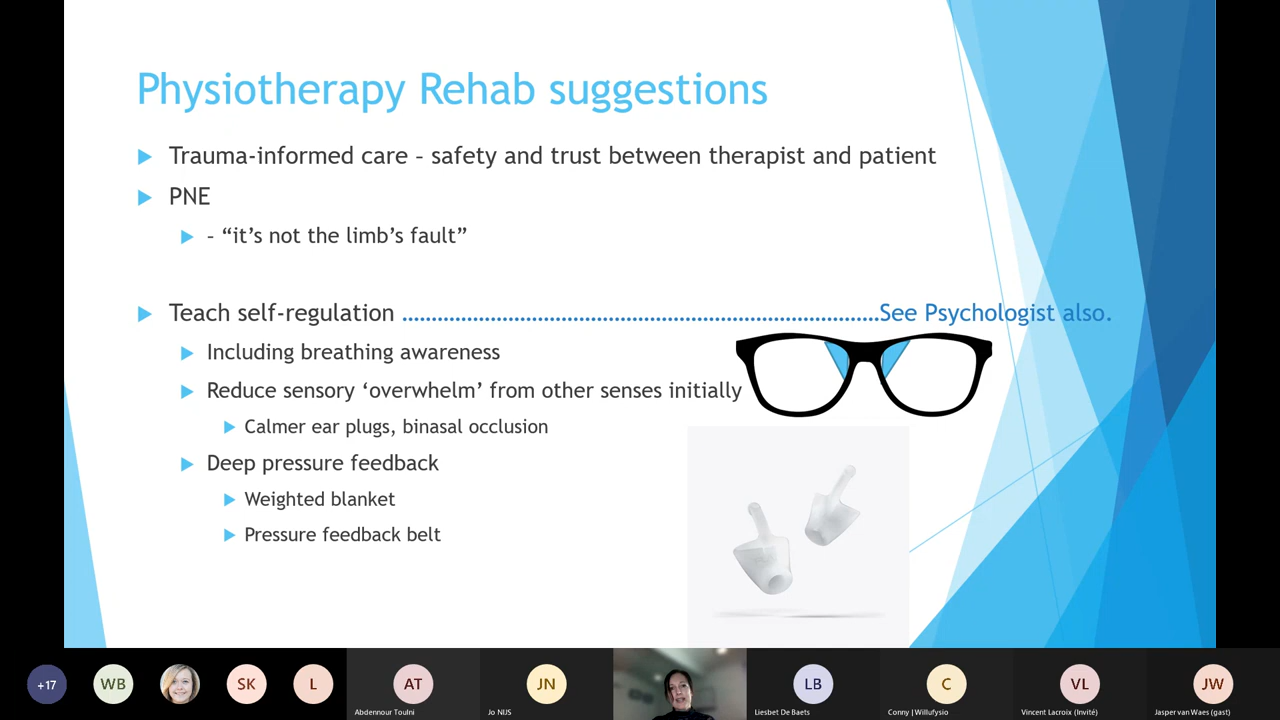 Physiotherapy Rehab suggestions
Trauma-informed care – safety and trust between therapist and patient
PNE
– “it’s not the limb’s fault”
Teach self-regulation ……………………………………………………………………………See Psychologist also.
Including breathing awareness
Reduce sensory ‘overwhelm’ from other senses initially
Calmer ear plugs, binasal occlusion
Deep pressure feedback
Weighted blanket
Pressure feedback belt
+17
WB
SK
L
AT
JN
LB
C
VL
JW
Abdennour Toulni
Jo NIJS
Liesbet De Baets
Conny | Willufysio
Vincent Lacroix (Invité)
Jasper van Waes (gast)